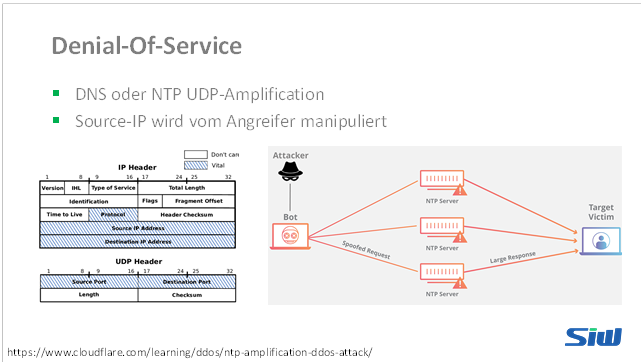 Denial-Of-Service
DNS oder NTP UDP-Amplification
Source-IP wird vom Angreifer manipuliert
Don't can
Vital
IP Header
1 8 9 16 17 24 25 32
Version IHL Type of Service Total Length
Identification Flags Fragment Offset
Time to Live Protocol Header Checksum
Source IP Address
Destination IP Address
UDP Header
1 8 9 16 17 24 25 32
Source Port Destination Port
Length Checksum
Attacker
Bot
Spoofed Request
NTP Server
NTP Server
NTP Server
Large Response
Target
Victim
SiW
https://www.cloudflare.com/learning/ddos/ntp-amplification-ddos-attack/